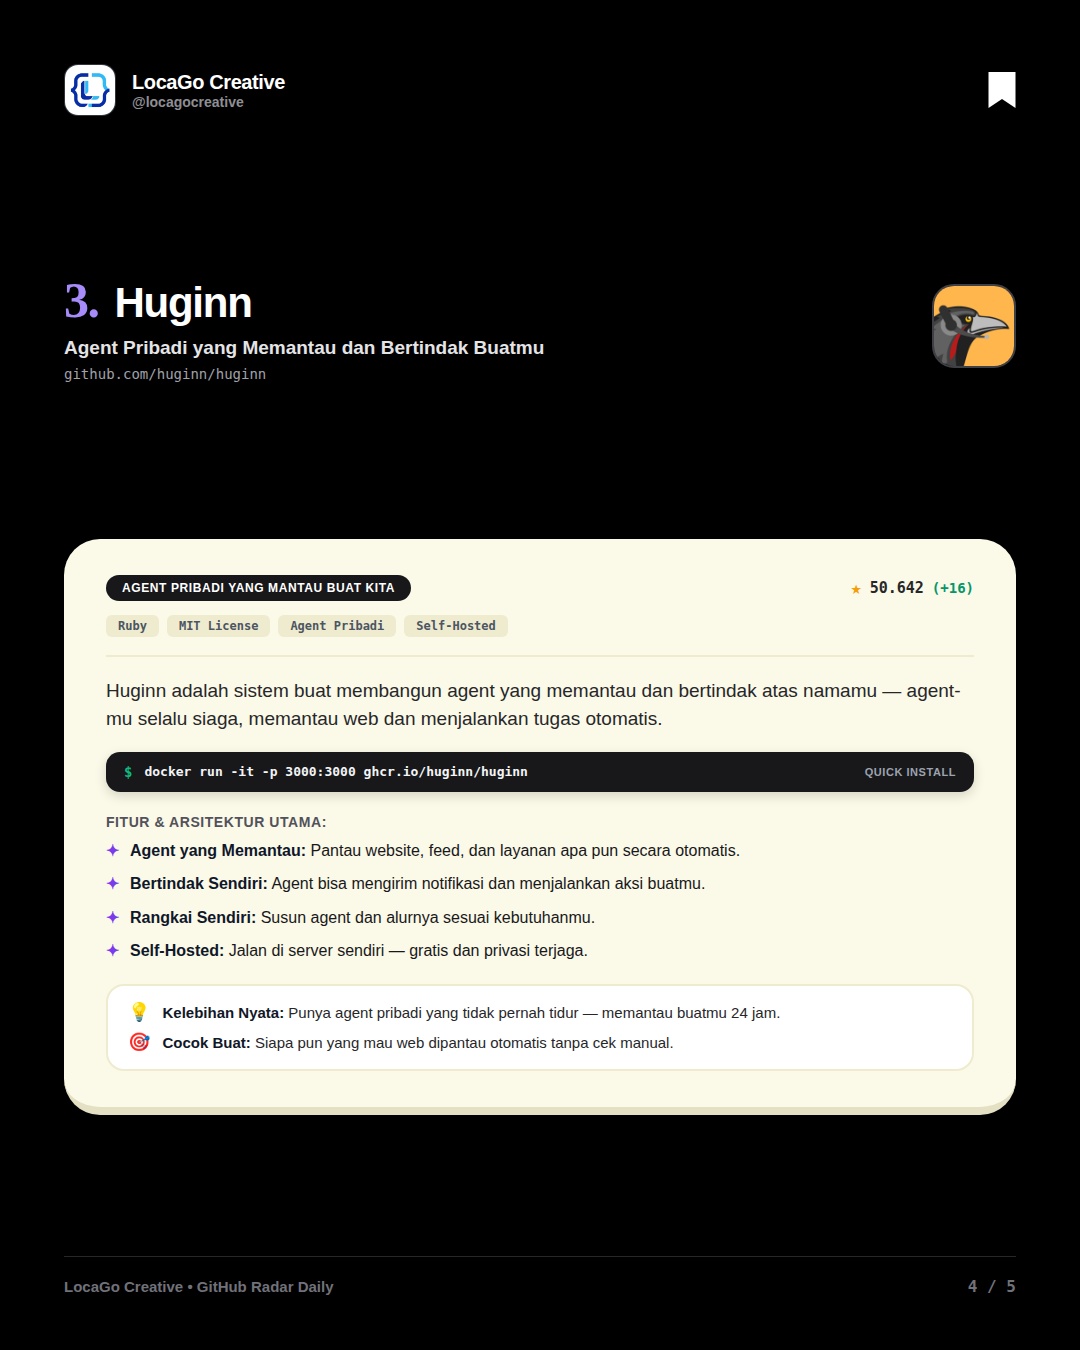 LocaGo Creative
@locagocreative
3. Huginn
Agent Pribadi yang Memantau dan Bertindak Buatmu
github.com/huginn/huginn
AGENT PRIBADI YANG MANTAU BUAT KITA
★ 50.642 (+16)
Ruby MIT License Agent Pribadi Self-Hosted
Huginn adalah sistem buat membangun agent yang memantau dan bertindak atas namamu — agent-
mu selalu siaga, memantau web dan menjalankan tugas otomatis.
$ docker run -it -p 3000:3000 ghcr.io/huginn/huginn QUICK INSTALL
FITUR & ARSITEKTUR UTAMA:
✦ Agent yang Memantau: Pantau website, feed, dan layanan apa pun secara otomatis.
✦ Bertindak Sendiri: Agent bisa mengirim notifikasi dan menjalankan aksi buatmu.
✦ Rangkai Sendiri: Susun agent dan alurnya sesuai kebutuhanmu.
✦ Self-Hosted: Jalan di server sendiri — gratis dan privasi terjaga.
💡 Kelebihan Nyata: Punya agent pribadi yang tidak pernah tidur — memantau buatmu 24 jam.
🎯 Cocok Buat: Siapa pun yang mau web dipantau otomatis tanpa cek manual.
LocaGo Creative • GitHub Radar Daily
4 / 5